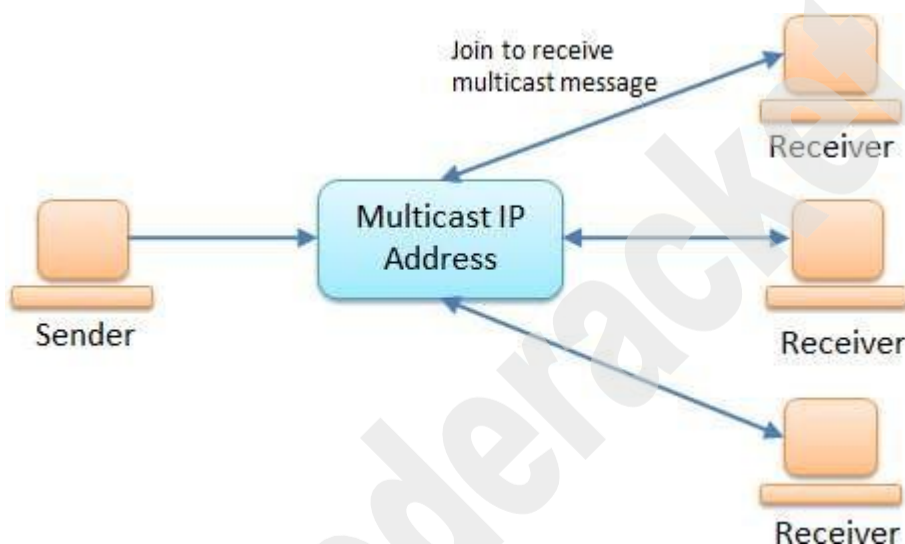 Join to receive
multicast message
Receiver
Multicast IP
Address
Sender
Receiver
Receiver